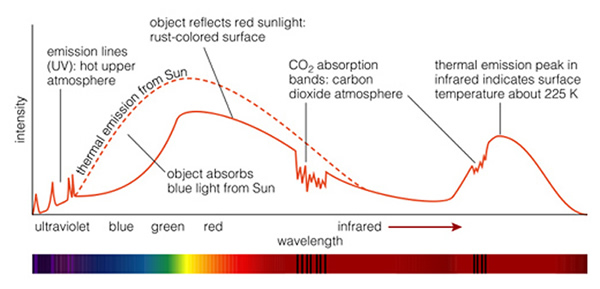 object reflects red sunlight:
rust-colored surface
emission lines
(UV): hot upper
atmosphere
thermal emission from Sun
CO₂ absorption
bands: carbon
dioxide atmosphere
thermal emission peak in
infrared indicates surface
temperature about 225 K
intensity
object absorbs
blue light from Sun
ultraviolet blue green red infrared
wavelength